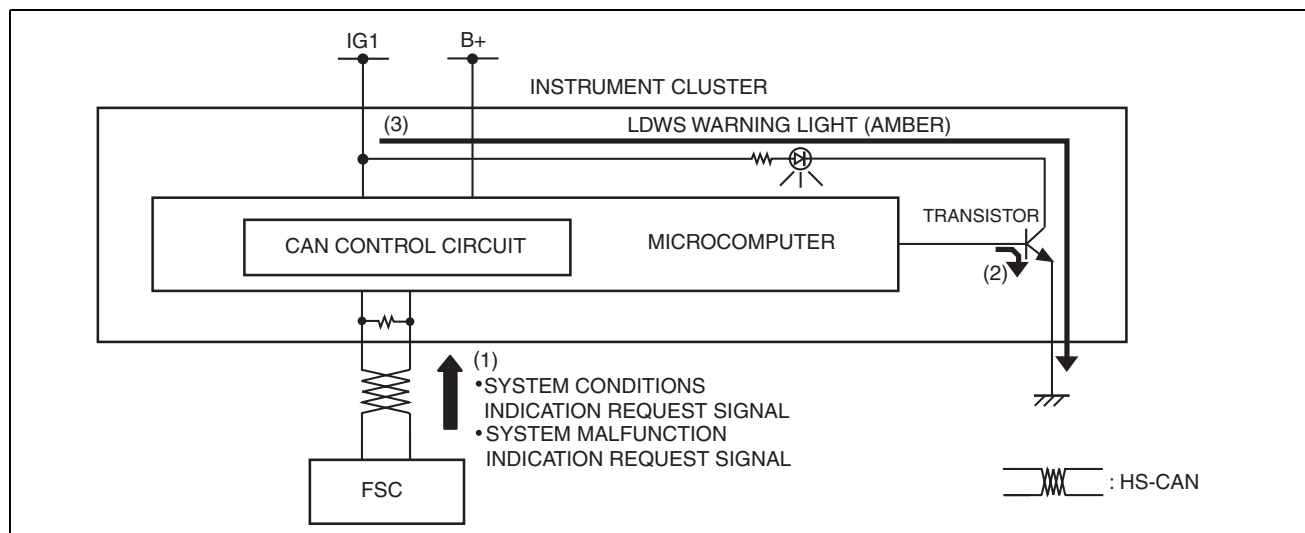 IG1
B+
INSTRUMENT CLUSTER
(3)
LDWS WARNING LIGHT (AMBER)
TRANSISTOR
CAN CONTROL CIRCUIT
MICROCOMPUTER
(2)
(1)
•SYSTEM CONDITIONS
INDICATION REQUEST SIGNAL
•SYSTEM MALFUNCTION
INDICATION REQUEST SIGNAL
FSC
: HS-CAN